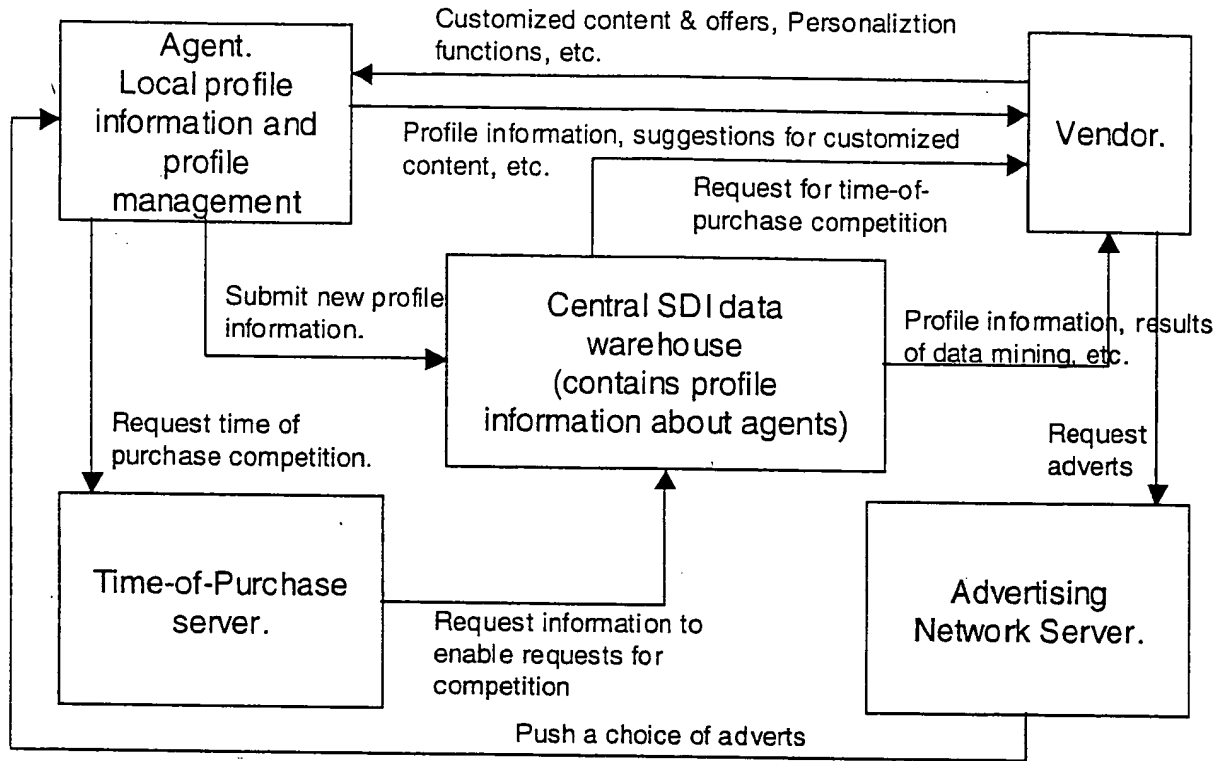 Customized content & offers, Personaliztion
functions, etc.
Agent.
Local profile
information and
profile
management
Vendor.
Profile information, suggestions for customized
content, etc.
Request for time-of-
purchase competition
Submit new profile
information.
Central SDI data
warehouse
(contains profile
information about agents)
Profile information, results
of data mining, etc.
Request time of
purchase competition.
Request
adverts
Time-of-Purchase
server.
Request information to
enable requests for
competition
Advertising
Network Server.
Push a choice of adverts